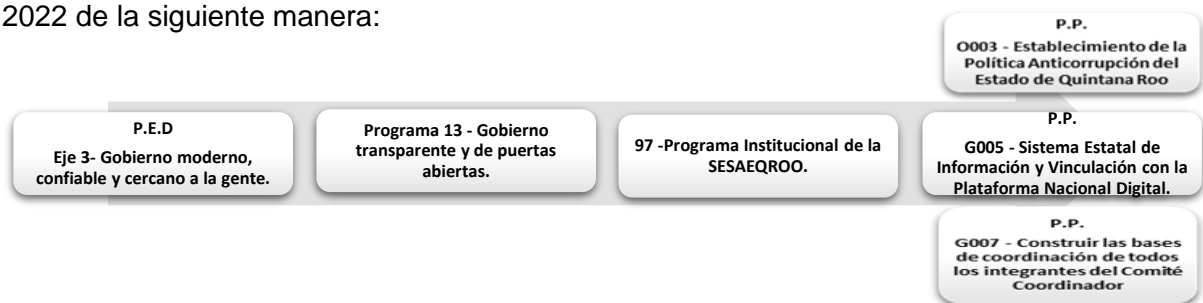 2022 de la siguiente manera:
P.E.D
Eje 3- Gobierno moderno,
confiable y cercano a la gente.
Programa 13 - Gobierno
transparente y de puertas
abiertas.
97 -Programa Institucional de la
SESAEQROO.
P.P.
O003 - Establecimiento de la
Política Anticorrupción del
Estado de Quintana Roo
P.P.
G005 - Sistema Estatal de
Información y Vinculación con la
Plataforma Nacional Digital.
P.P.
G007 - Construir las bases
de coordinación de todos
los integrantes del Comité
Coordinador